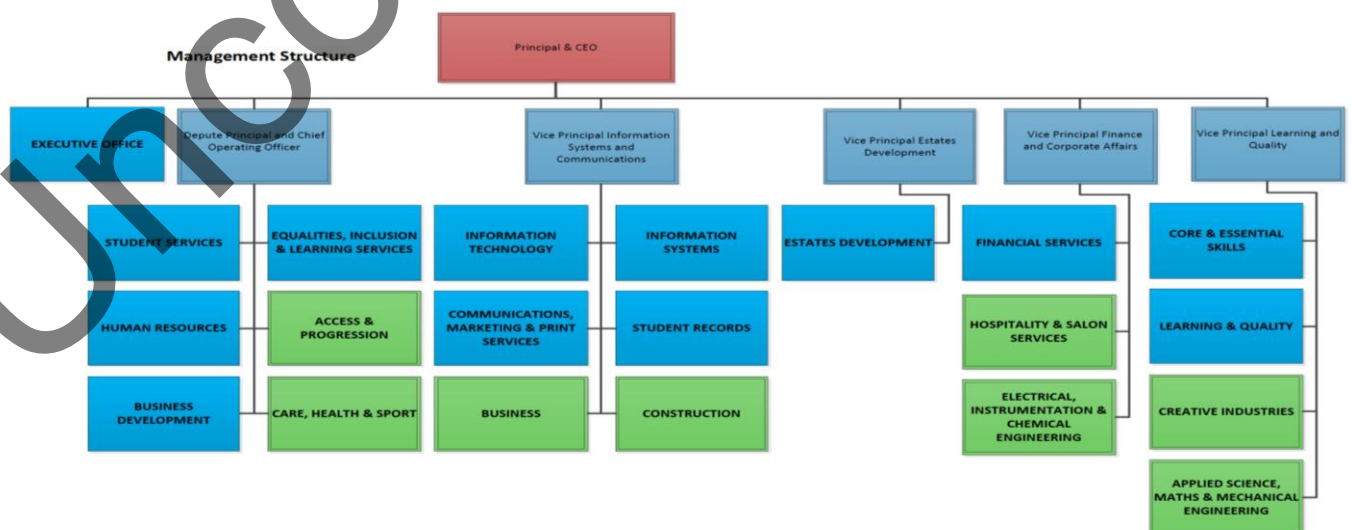 Management Structure
Principal & CEO
EXECUTIVE OFFICE
Depute Principal and Chief
Operating Officer
Vice Principal Information
Systems and
Communications
Vice Principal Estates
Development
Vice Principal Finance
and Corporate Affairs
Vice Principal Learning and
Quality
STUDENT SERVICES
EQUALITIES, INCLUSION
& LEARNING SERVICES
HUMAN RESOURCES
ACCESS &
PROGRESSION
BUSINESS
DEVELOPMENT
CARE, HEALTH & SPORT
INFORMATION
TECHNOLOGY
INFORMATION
SYSTEMS
COMMUNICATIONS,
MARKETING & PRINT
SERVICES
STUDENT RECORDS
BUSINESS
CONSTRUCTION
ESTATES DEVELOPMENT
FINANCIAL SERVICES
HOSPITALITY & SALON
SERVICES
ELECTRICAL,
INSTRUMENTATION &
CHEMICAL
ENGINEERING
CORE & ESSENTIAL
SKILLS
LEARNING & QUALITY
CREATIVE INDUSTRIES
APPLIED SCIENCE,
MATHS & MECHANICAL
ENGINEERING
Unco